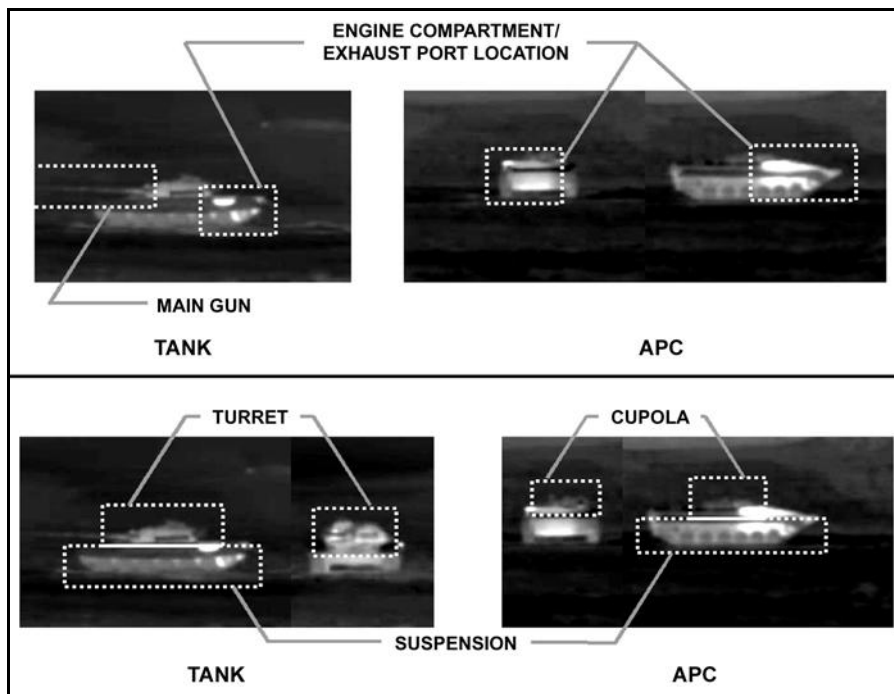 ENGINE COMPARTMENT/
EXHAUST PORT LOCATION
MAIN GUN
TANK
APC
TURRET
CUPOLA
SUSPENSION
TANK
APC